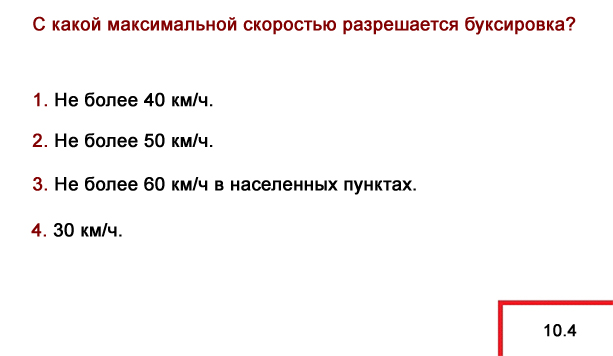 С какой максимальной скоростью разрешается буксировка?
1. Не более 40 км/ч.
2. Не более 50 км/ч.
3. Не более 60 км/ч в населенных пунктах.
4. 30 км/ч.
10.4